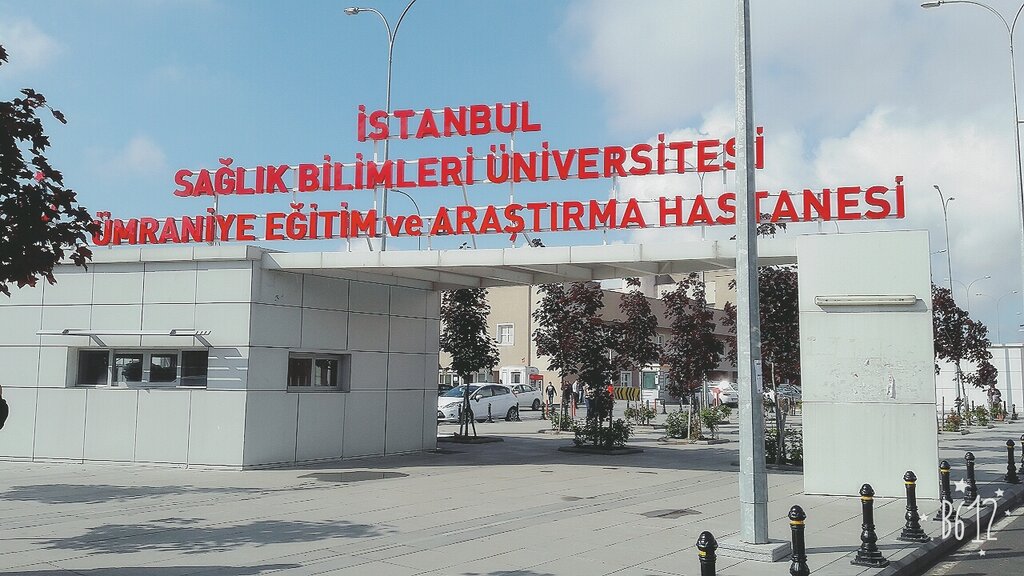 İSTANBUL
SAĞLIK BİLİMLERİ ÜNİVERSİTESİ
ÜMRANİYE EĞİTİM ve ARAŞTIRMA HASTANESİ
B612